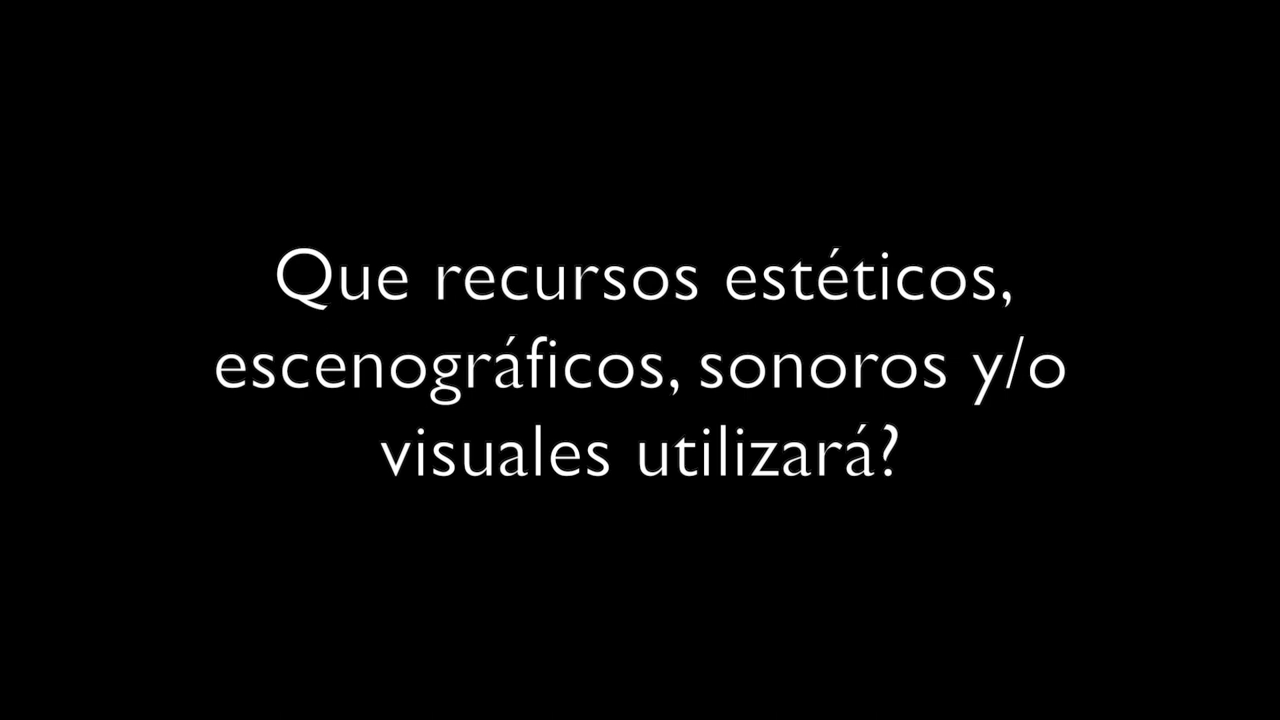 Que recursos estéticos,
escenográficos, sonoros y/o
visuales utilizará?